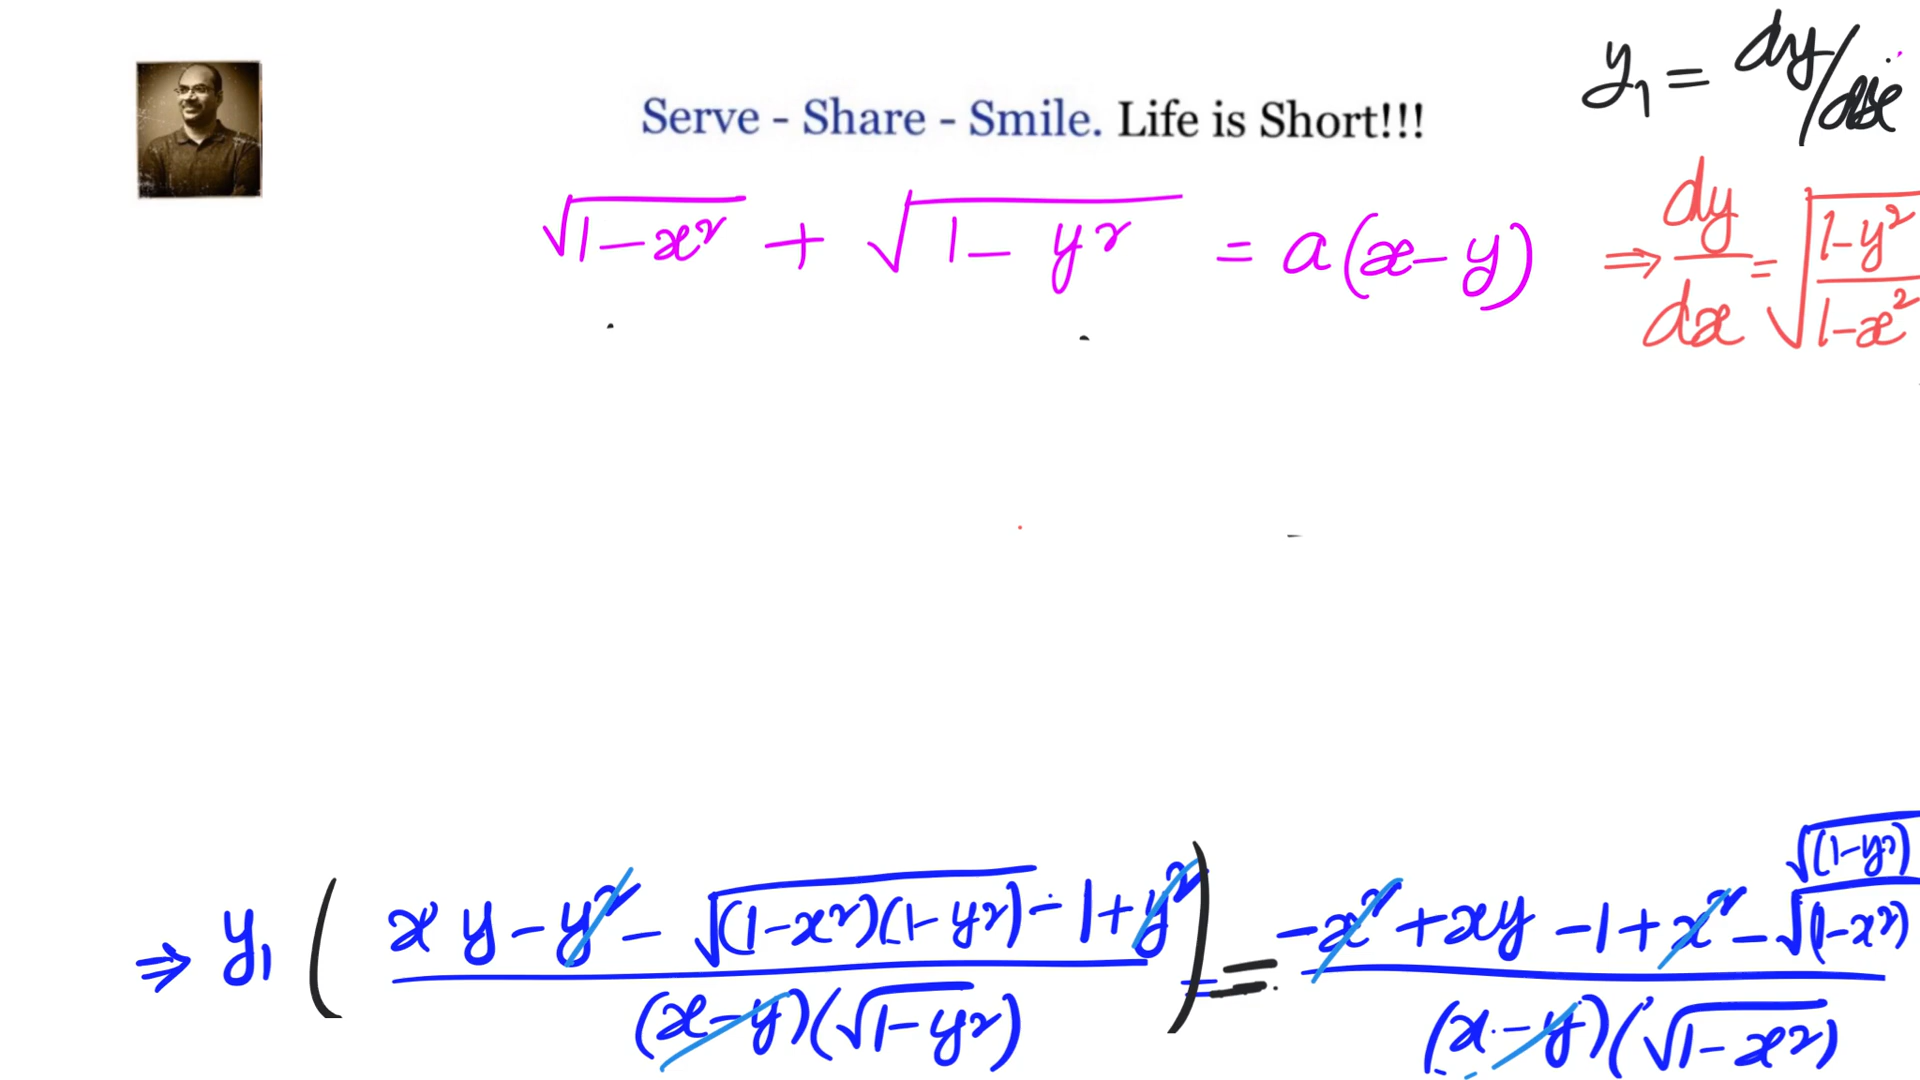 y₁ = dy/dx
Serve - Share - Smile. Life is Short!!!
√(1-x²) + √(1-y²) = a(x-y) ⇒ dy/dx = √((1-y²)/(1-x²))
⇒ y₁ ( (xy - y² - √((1-x²)(1-y²)) - 1 + y²) / ((x-y)(√(1-y²))) ) = (-x² + xy - 1 + x² - √(1-y²) √(1-x²)) / ((x-y)(√(1-x²)))